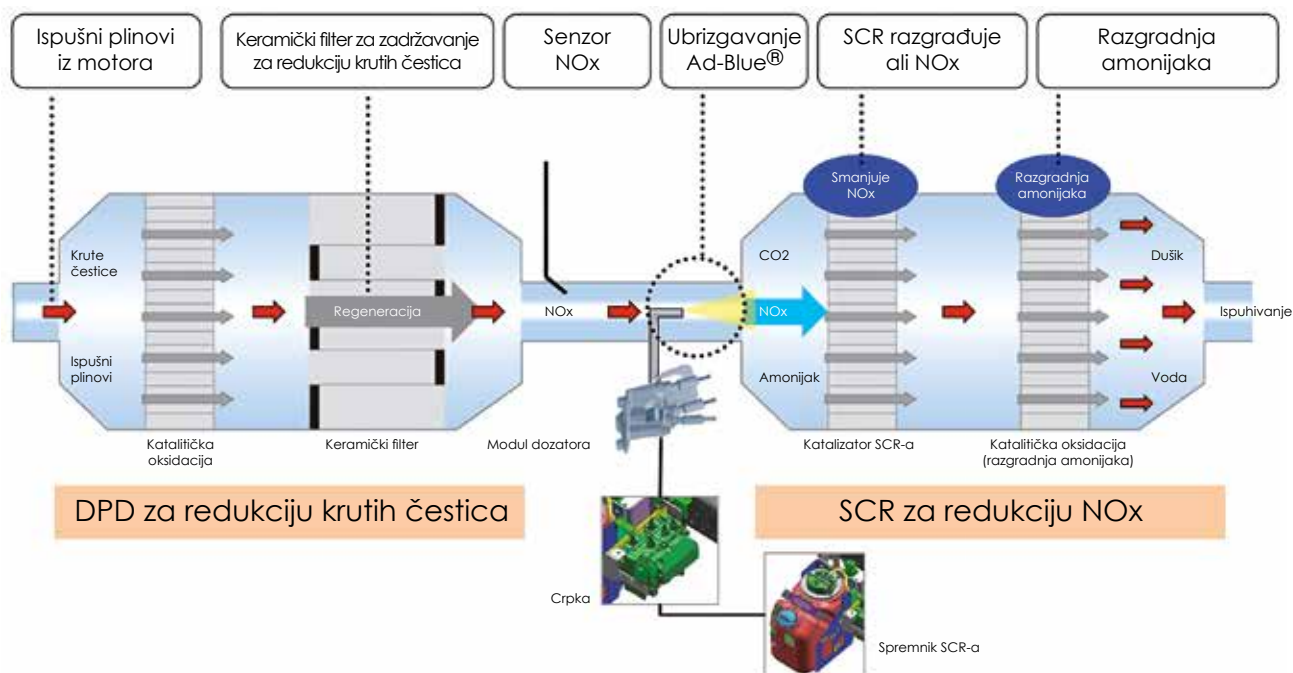 Ispušni plinovi
iz motora
Keramički filter za zadržavanje
za redukciju krutih čestica
Senzor
NOx
Ubrizgavanje
Ad-Blue®
SCR razgrađuje
ali NOx
Razgradnja
amonijaka
Smanjuje
NOx
Razgradnja
amonijaka
Krute
čestice
CO2
Dušik
Regeneracija
NOx
NOx
Ispuhivanje
Ispušni
plinovi
Amonijak
Voda
Katalitička
oksidacija
Keramički filter
Modul dozatora
Katalizator SCR-a
Katalitička oksidacija
(razgradnja amonijaka)
DPD za redukciju krutih čestica
SCR za redukciju NOx
Crpka
Spremnik SCR-a